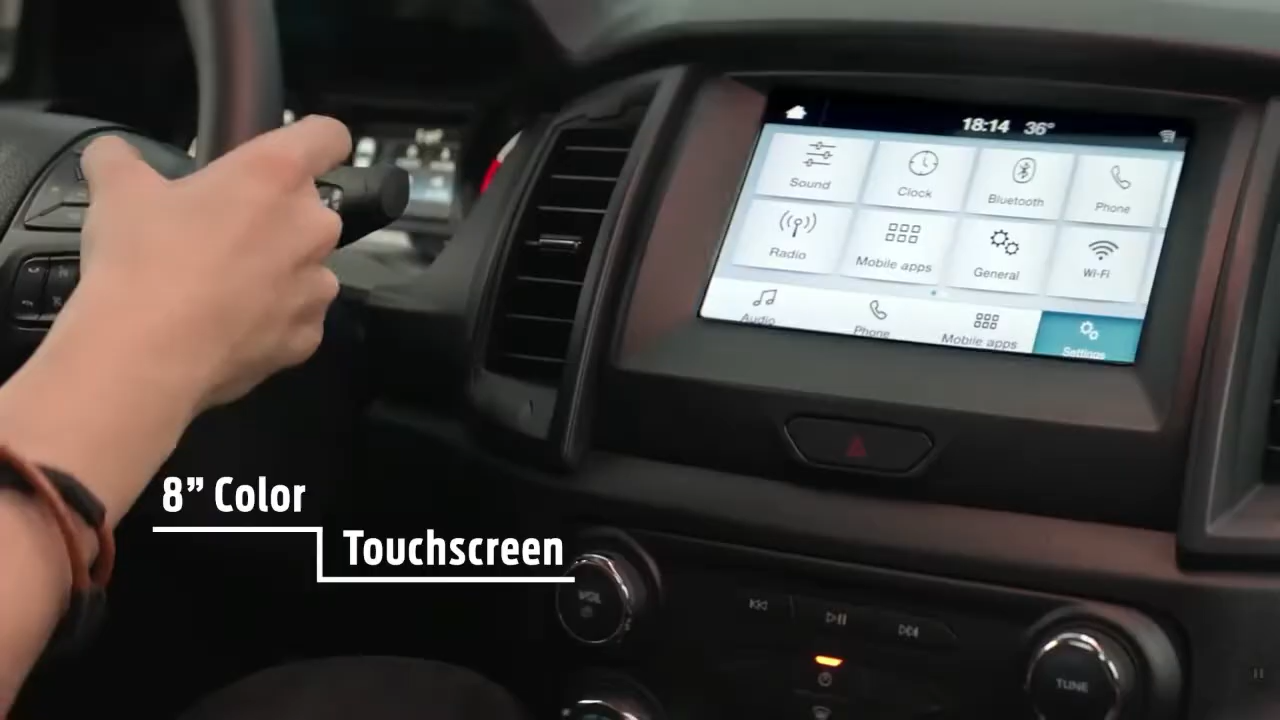 18:14 36°
Sound
Clock
Bluetooth
Phone
Radio
Mobile apps
General
Wi-Fi
Audio
Phone
Mobile apps
Settings
8” Color
Touchscreen
VOL
TUNE